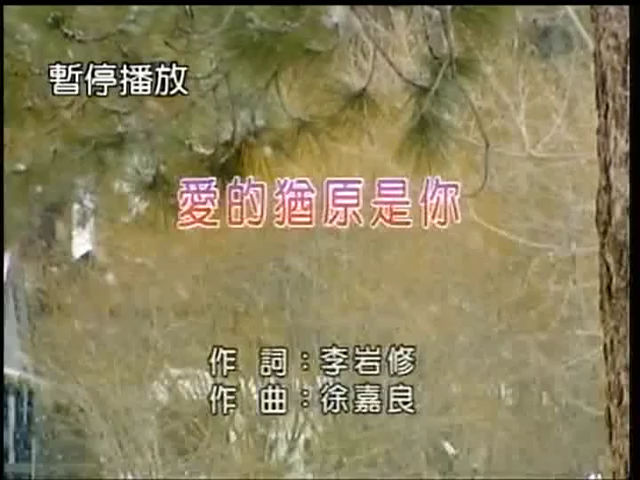 暫停播放
愛的猶原是你
作 詞：李岩修
作 曲：徐嘉良